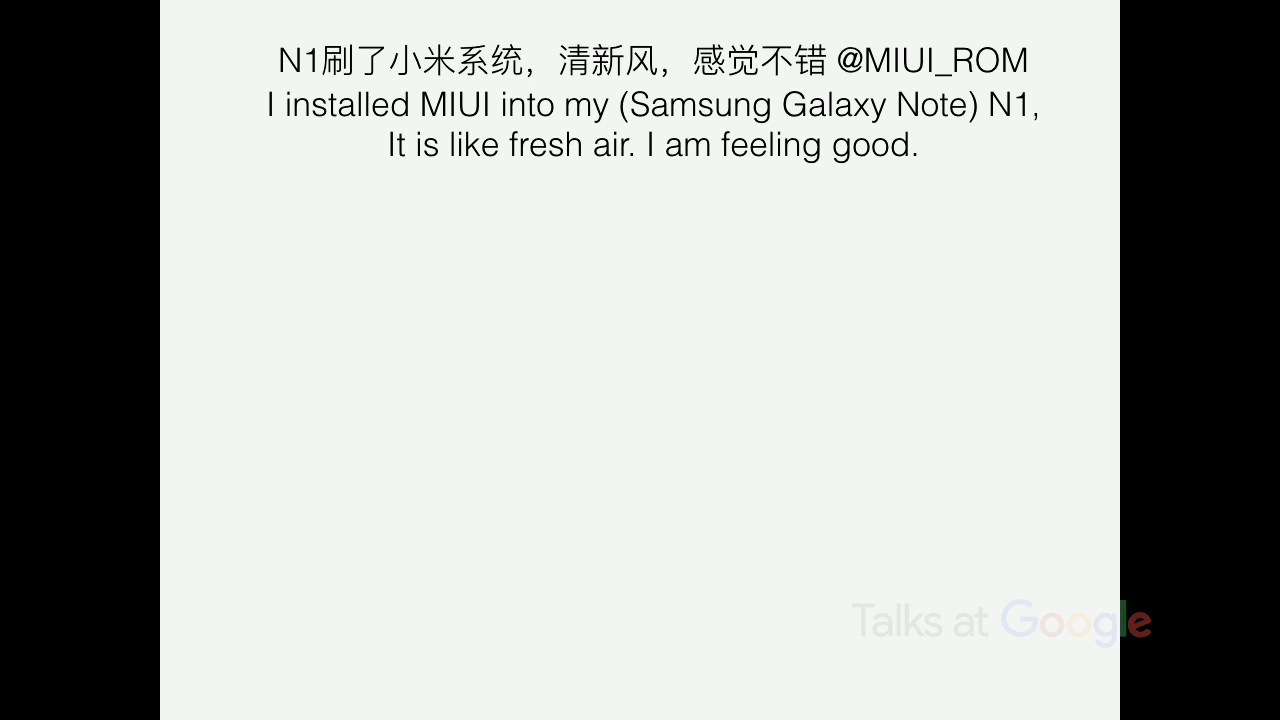 N1刷了小米系统，清新风，感觉不错 @MIUI_ROM
I installed MIUI into my (Samsung Galaxy Note) N1,
It is like fresh air. I am feeling good.
Talks at Google